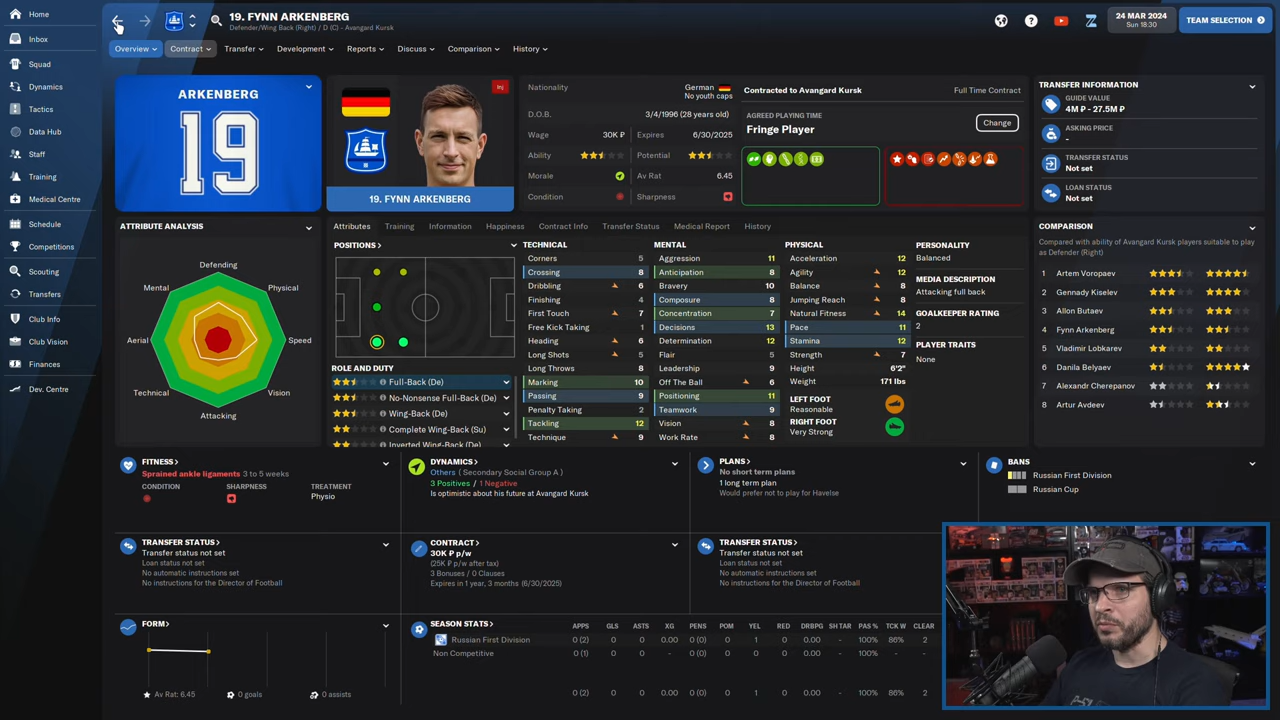 Home
Inbox
Squad
Dynamics
Tactics
Data Hub
Staff
Training
Medical Centre
Schedule
Competitions
Scouting
Transfers
Club Info
Club Vision
Finances
Dev. Centre
19. FYNN ARKENBERG
Defender/Wing Back (Right) / D (C) - Avangard Kursk
24 MAR 2024
Sun 18:30
TEAM SELECTION
Overview
Contract
Transfer
Development
Reports
Discuss
Comparison
History
ARKENBERG
19
Inj
19. FYNN ARKENBERG
Nationality German
No youth caps
D.O.B. 3/4/1996 (28 years old)
Wage 30K ₽ Expires 6/30/2025
Ability Potential
Morale Av Rat 6.45
Condition Sharpness
Contracted to Avangard Kursk Full Time Contract
AGREED PLAYING TIME
Fringe Player
Change
TRANSFER INFORMATION
GUIDE VALUE
4M ₽ - 27.5M ₽
ASKING PRICE
-
TRANSFER STATUS
Not set
LOAN STATUS
Not set
ATTRIBUTE ANALYSIS
Defending
Physical
Speed
Vision
Attacking
Technical
Aerial
Mental
Attributes Training Information Happiness Contract Info Transfer Status Medical Report History
POSITIONS >
ROLE AND DUTY
Full-Back (De)
No-Nonsense Full-Back (De)
Wing-Back (De)
Complete Wing-Back (Su)
Inverted Wing-Back (De)
TECHNICAL
Corners 5
Crossing 8
Dribbling 6
Finishing 4
First Touch 7
Free Kick Taking 1
Heading 6
Long Shots 5
Long Throws 8
Marking 10
Passing 9
Penalty Taking 2
Tackling 12
Technique 9
MENTAL
Aggression 11
Anticipation 8
Bravery 10
Composure 8
Concentration 7
Decisions 13
Determination 12
Flair 5
Leadership 9
Off The Ball 6
Positioning 11
Teamwork 9
Vision 8
Work Rate 8
PHYSICAL
Acceleration 12
Agility 12
Balance 8
Jumping Reach 8
Natural Fitness 14
Pace 11
Stamina 12
Strength 7
Height 6'2"
Weight 171 lbs
LEFT FOOT
Reasonable
RIGHT FOOT
Very Strong
PERSONALITY
Balanced
MEDIA DESCRIPTION
Attacking full back
GOALKEEPER RATING
2
PLAYER TRAITS
None
COMPARISON
Compared with ability of Avangard Kursk players suitable to play
as Defender (Right)
1 Artem Voropaev
2 Gennady Kiselev
3 Allon Butaev
4 Fynn Arkenberg
5 Vladimir Lobkarev
6 Danila Belyaev
7 Alexandr Cherepanov
8 Artur Avdeev
FITNESS >
Sprained ankle ligaments 3 to 5 weeks
CONDITION SHARPNESS TREATMENT
Physio
DYNAMICS >
Others ( Secondary Social Group A )
3 Positives / 1 Negative
Is optimistic about his future at Avangard Kursk
PLANS >
No short term plans
1 long term plan
Would prefer not to play for Havelse
BANS
Russian First Division
Russian Cup
TRANSFER STATUS >
Transfer status not set
Loan status not set
No automatic instructions set
No instructions for the Director of Football
CONTRACT >
30K ₽ p/w
(25K ₽ p/w after tax)
3 Bonuses / 0 Clauses
Expires in 1 year, 3 months (6/30/2025)
TRANSFER STATUS >
Transfer status not set
Loan status not set
No automatic instructions set
No instructions for the Director of Football
FORM >
Av Rat: 6.45 0 goals 0 assists
SEASON STATS > APPS GLS ASTS XG PENS POM YEL RED DRBPG SH TAR PAS % TCK W CLEAR
Russian First Division 0 (2) 0 0 0.00 0 (0) 0 1 0 0.00 - 100% 86% 2
Non Competitive 0 (1) 0 0 - 0 (0) 0 0 0 0.00 - 100% - -
0 (2) 0 0 0.00 0 (0) 0 1 0 0.00 - 100% 86% 2